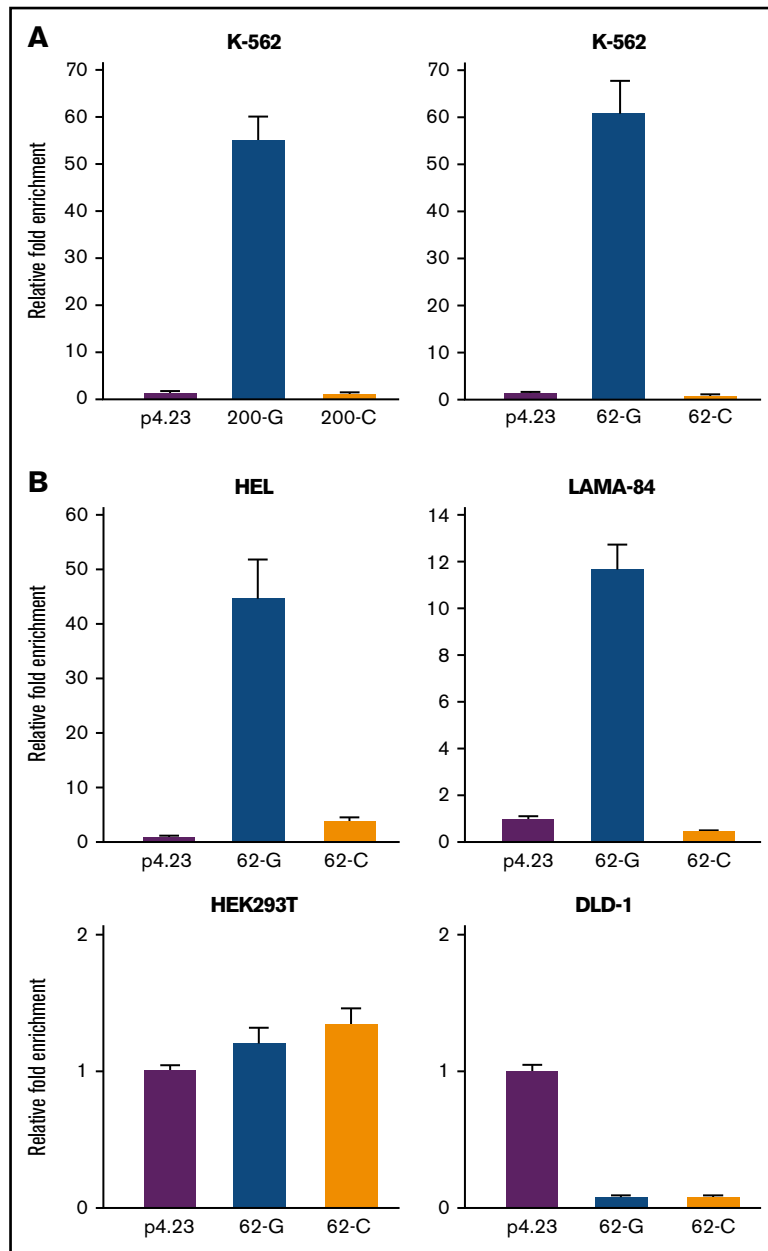 A
K-562
K-562
Relative fold enrichment
70
60
50
40
30
20
10
0
p4.23
200-G
200-C
70
60
50
40
30
20
10
0
p4.23
62-G
62-C
B
HEL
LAMA-84
Relative fold enrichment
60
50
40
30
20
10
0
p4.23
62-G
62-C
14
12
10
8
6
4
2
0
p4.23
62-G
62-C
HEK293T
DLD-1
Relative fold enrichment
2
1
0
p4.23
62-G
62-C
2
1
0
p4.23
62-G
62-C